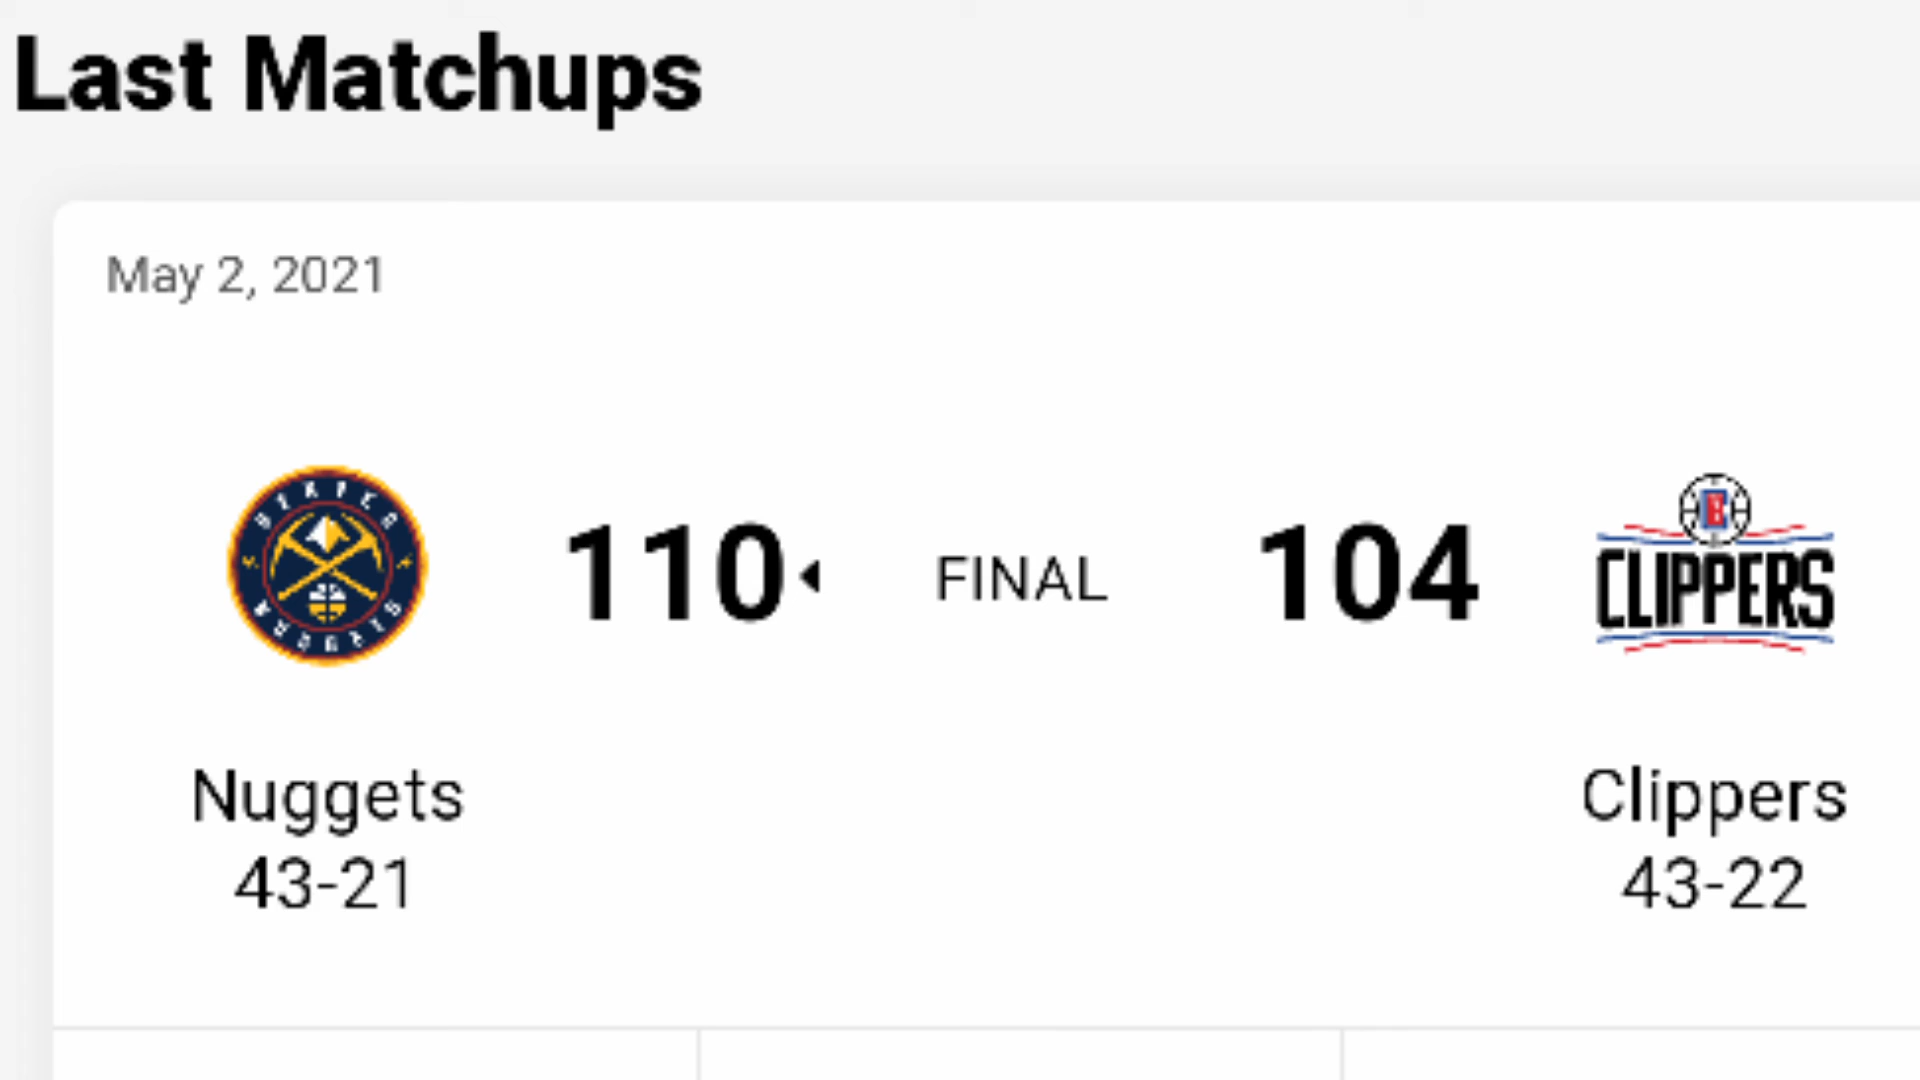 Last Matchups
May 2, 2021
110 FINAL 104
CLIPPERS
Nuggets Clippers
43-21 43-22